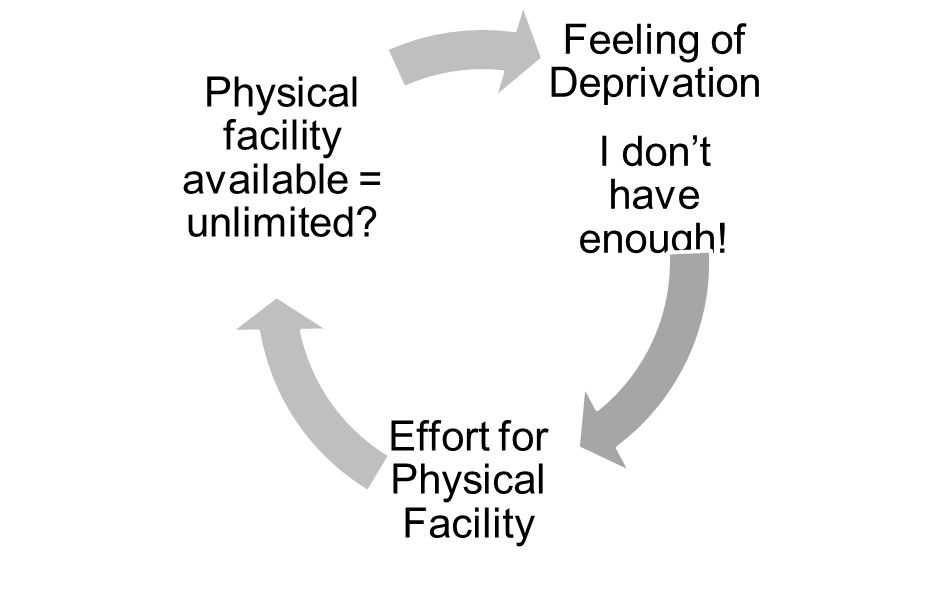 Physical
facility
available =
unlimited?
Feeling of
Deprivation
I don’t
have
enough!
Effort for
Physical
Facility